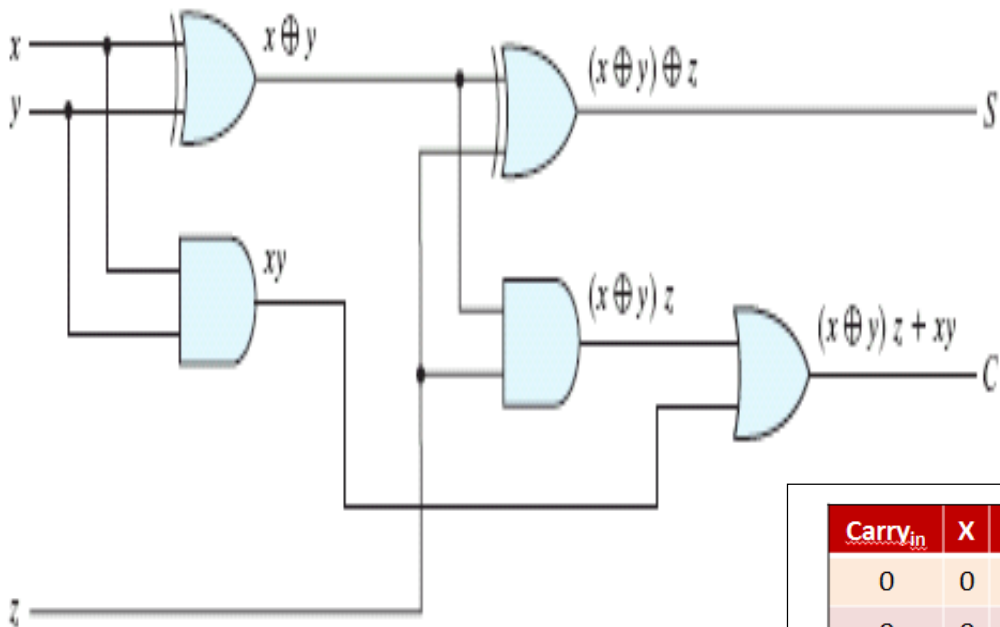 x
x ⊕ y
(x ⊕ y) ⊕ z
y
S
xy
(x ⊕ y) z
(x ⊕ y) z + xy
C
z
Carryin X
0 0